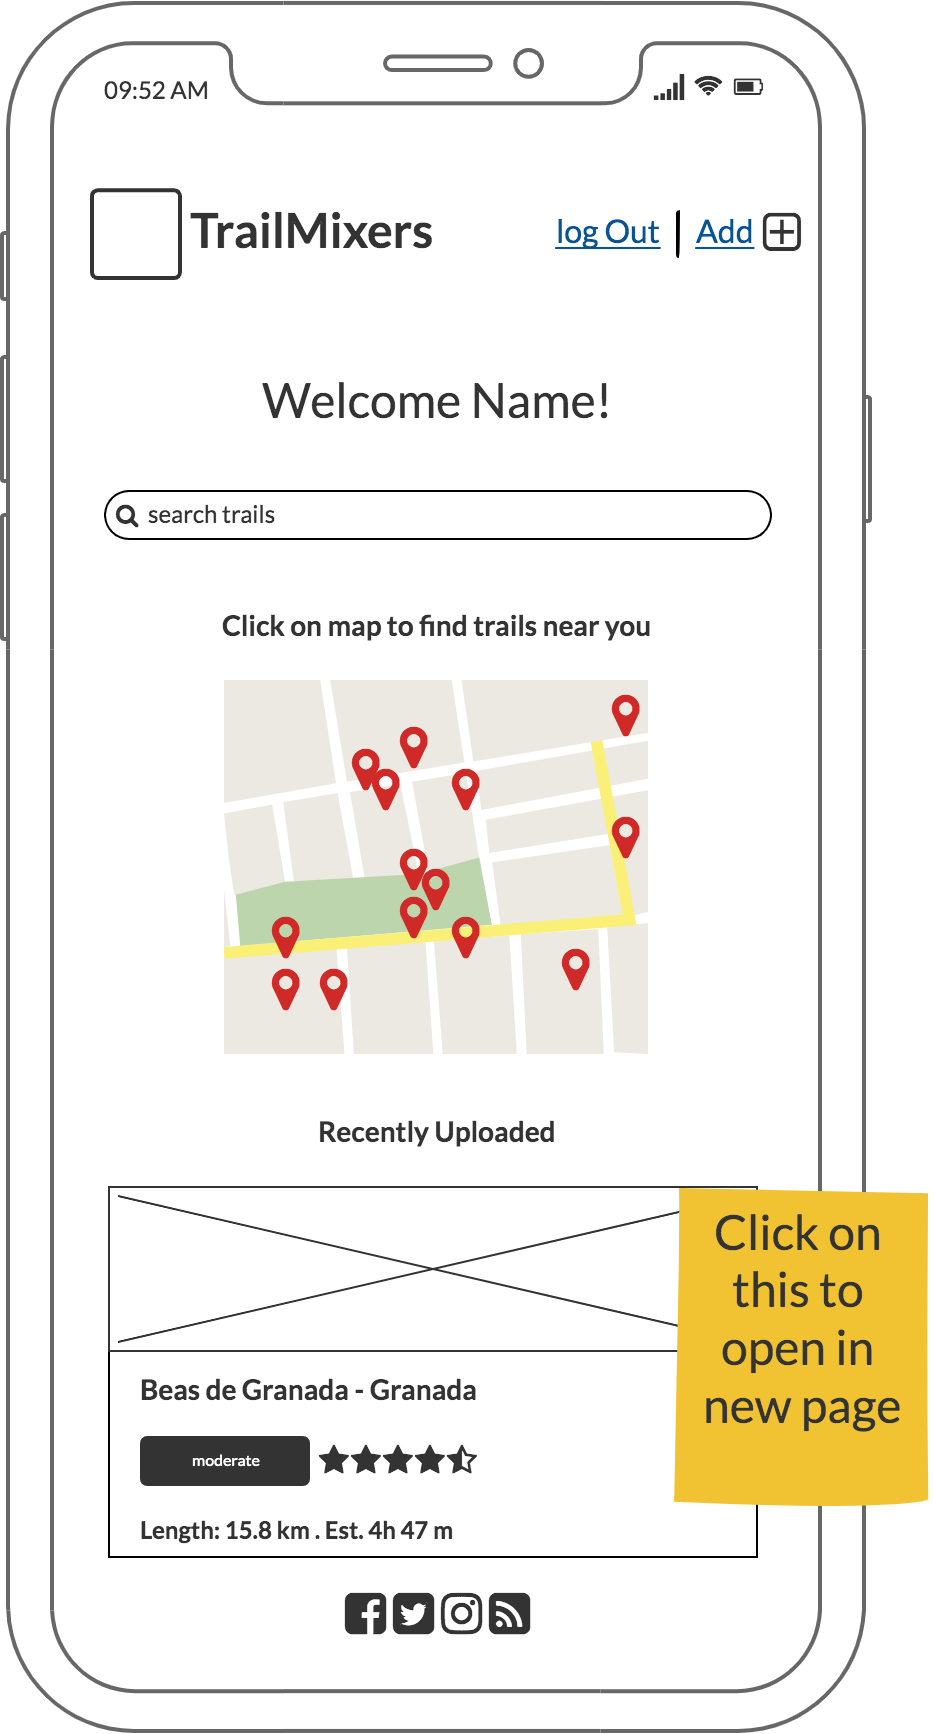 09:52 AM
TrailMixers
log Out | Add
Welcome Name!
search trails
Click on map to find trails near you
Recently Uploaded
Click on
this to
open in
new page
Beas de Granada - Granada
moderate
Length: 15.8 km . Est. 4h 47 m